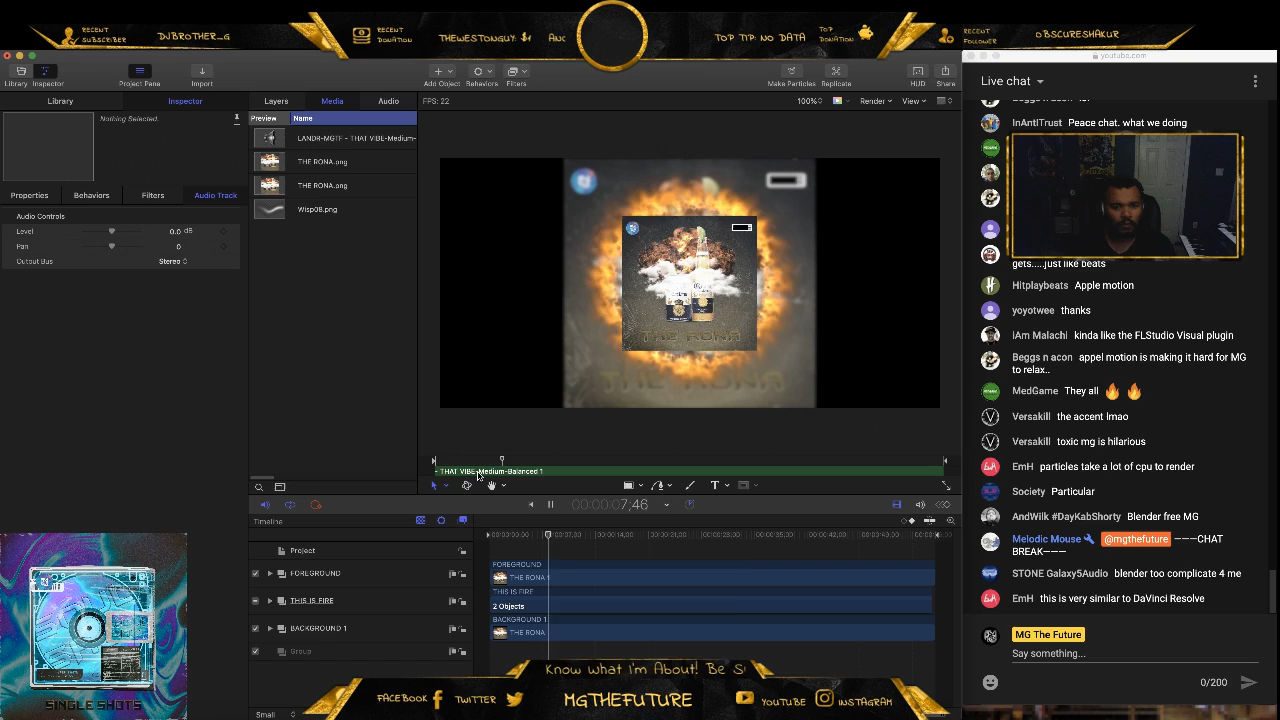 RECENT SUBSCRIBER
DJBROTHER_G
RECENT DONATION
THEWESTONGUY: $4
TOP TIP: NO DATA
TOP DONATION
RECENT FOLLOWER
OBSCURESHAKUR
Library
Inspector
Project Pane
Import
Add Object
Behaviors
Filters
Make Particles
Replicate
HUD
Share
Library
Inspector
Layers
Media
Audio
FPS: 22
100%
Render
View
Nothing Selected.
Preview
Name
LANDR-MGTF - THAT VIBE-Medium-
THE RONA.png
THE RONA.png
Wisp08.png
Properties
Behaviors
Filters
Audio Track
Audio Controls
Level
0.0 dB
Pan
0
Output Bus
Stereo
THE RONA
THE RONA
- THAT VIBE-Medium-Balanced 1
00:00:00:07;46
Timeline
Project
FOREGROUND
THIS IS FIRE
BACKGROUND 1
Group
Small
FOREGROUND
THE RONA 1
THIS IS FIRE
2 Objects
BACKGROUND 1
THE RONA
SINGLE SHOTS
Know what I'm About! Be S
FACEBOOK
TWITTER
MGTHEFUTURE
YOUTUBE
INSTAGRAM
youtube.com
Live chat
InAntITrust Peace chat. what we doing
gets.....just like beats
Hitplaybeats Apple motion
yoyotwee thanks
IAm Malachi kinda like the FLStudio Visual plugin
Beggs n acon appel motion is making it hard for MG
to relax..
MedGame They all 🔥 🔥
Versakill the accent lmao
Versakill toxic mg is hilarious
EmH particles take a lot of cpu to render
Society Particular
AndWilk #DayKabShorty Blender free MG
Melodic Mouse @mgthefuture ———CHAT
BREAK———
STONE Galaxy5Audio blender too complicate 4 me
EmH this is very similar to DaVinci Resolve
MG The Future
Say something...
0/200